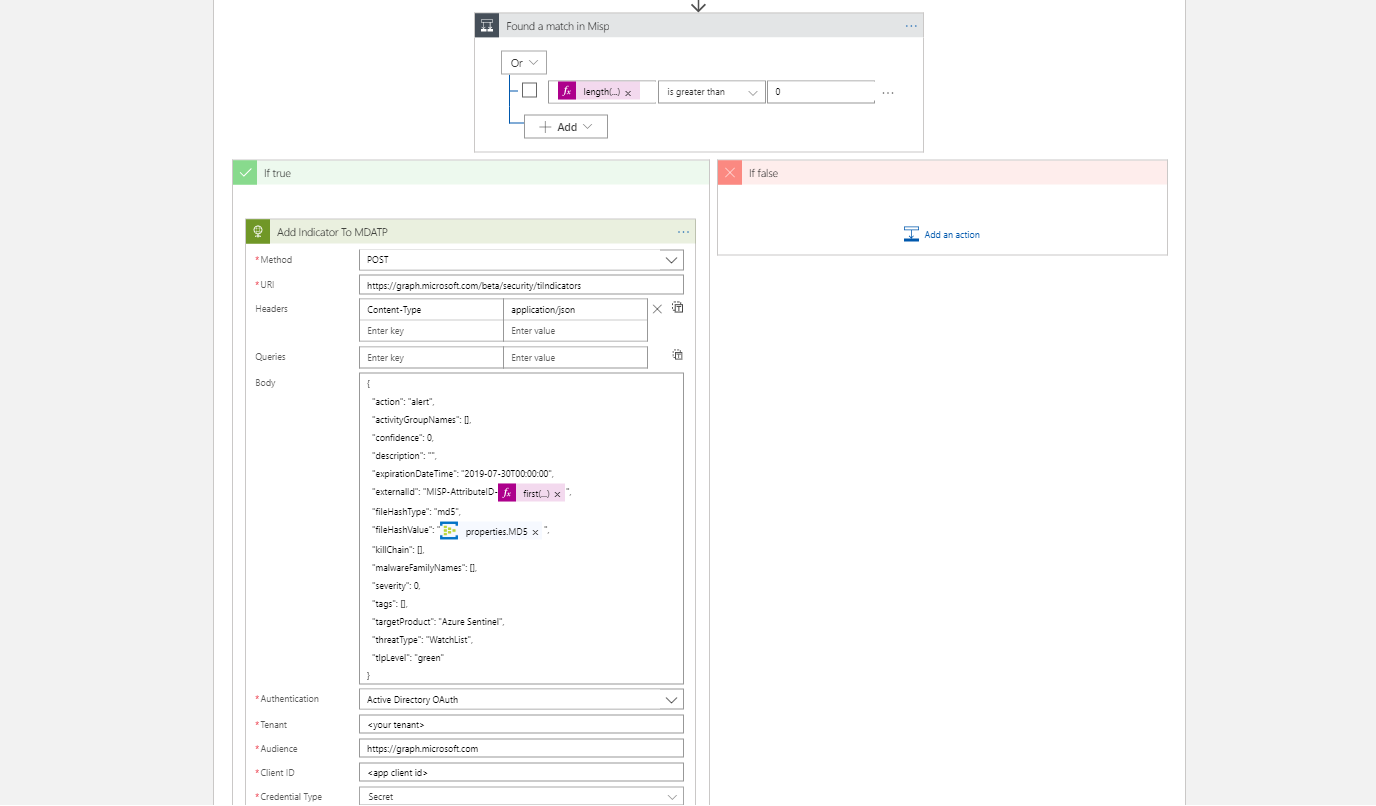 Found a match in Misp
...
Or
length(...) x is greater than 0 ...
+ Add
If true
If false
Add Indicator To MDATP ...
Add an action
* Method POST
* URI https://graph.microsoft.com/beta/security/tiIndicators
Headers Content-Type application/json
Enter key Enter value
Queries Enter key Enter value
Body {
"action": "alert",
"activityGroupNames": [],
"confidence": 0,
"description": "",
"expirationDateTime": "2019-07-30T00:00:00",
"externalId": "MISP-AttributeID- fx first(...) x ",
"fileHashType": "md5",
"fileHashValue": " properties.MD5 x ",
"killChain": [],
"malwareFamilyNames": [],
"severity": 0,
"tags": [],
"targetProduct": "Azure Sentinel",
"threatType": "WatchList",
"tlpLevel": "green"
}
* Authentication Active Directory OAuth
* Tenant <your tenant>
* Audience https://graph.microsoft.com
* Client ID <app client id>
* Credential Type Secret